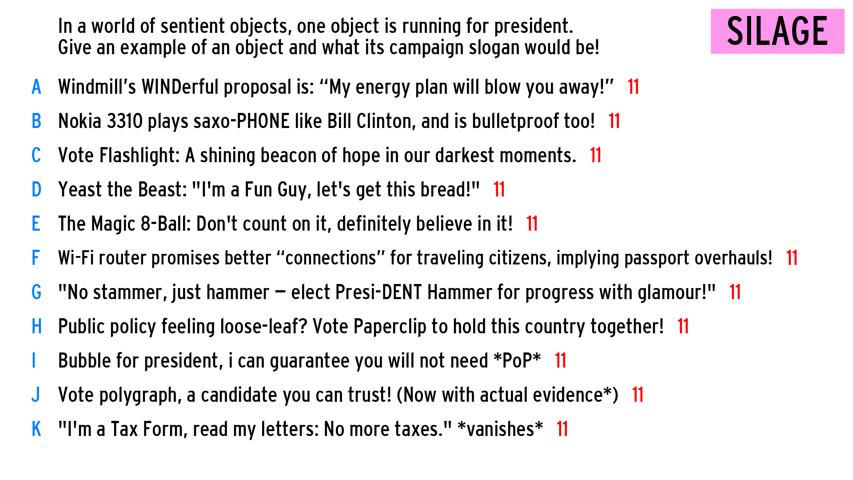 In a world of sentient objects, one object is running for president.
Give an example of an object and what its campaign slogan would be!
SILAGE
A Windmill's WINDerful proposal is: “My energy plan will blow you away!” 11
B Nokia 3310 plays saxo-PHONE like Bill Clinton, and is bulletproof too! 11
C Vote Flashlight: A shining beacon of hope in our darkest moments. 11
D Yeast the Beast: "I'm a Fun Guy, let's get this bread!" 11
E The Magic 8-Ball: Don't count on it, definitely believe in it! 11
F Wi-Fi router promises better “connections” for traveling citizens, implying passport overhauls! 11
G "No stammer, just hammer – elect Presi-DENT Hammer for progress with glamour!" 11
H Public policy feeling loose-leaf? Vote Paperclip to hold this country together! 11
I Bubble for president, i can guarantee you will not need *PoP* 11
J Vote polygraph, a candidate you can trust! (Now with actual evidence*) 11
K "I'm a Tax Form, read my letters: No more taxes." *vanishes* 11